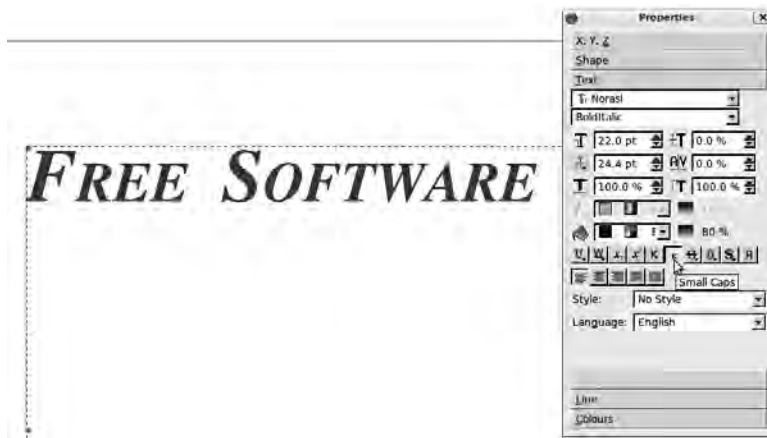 Properties
X, Y, Z
Shape
Text
Norasi
BoldItalic
22.0 pt 0.0 %
24.4 pt 0.0 %
100.0 % 100.0 %
80 %
Small Caps
Style: No Style
Language: English
Line
Colours
FREE SOFTWARE